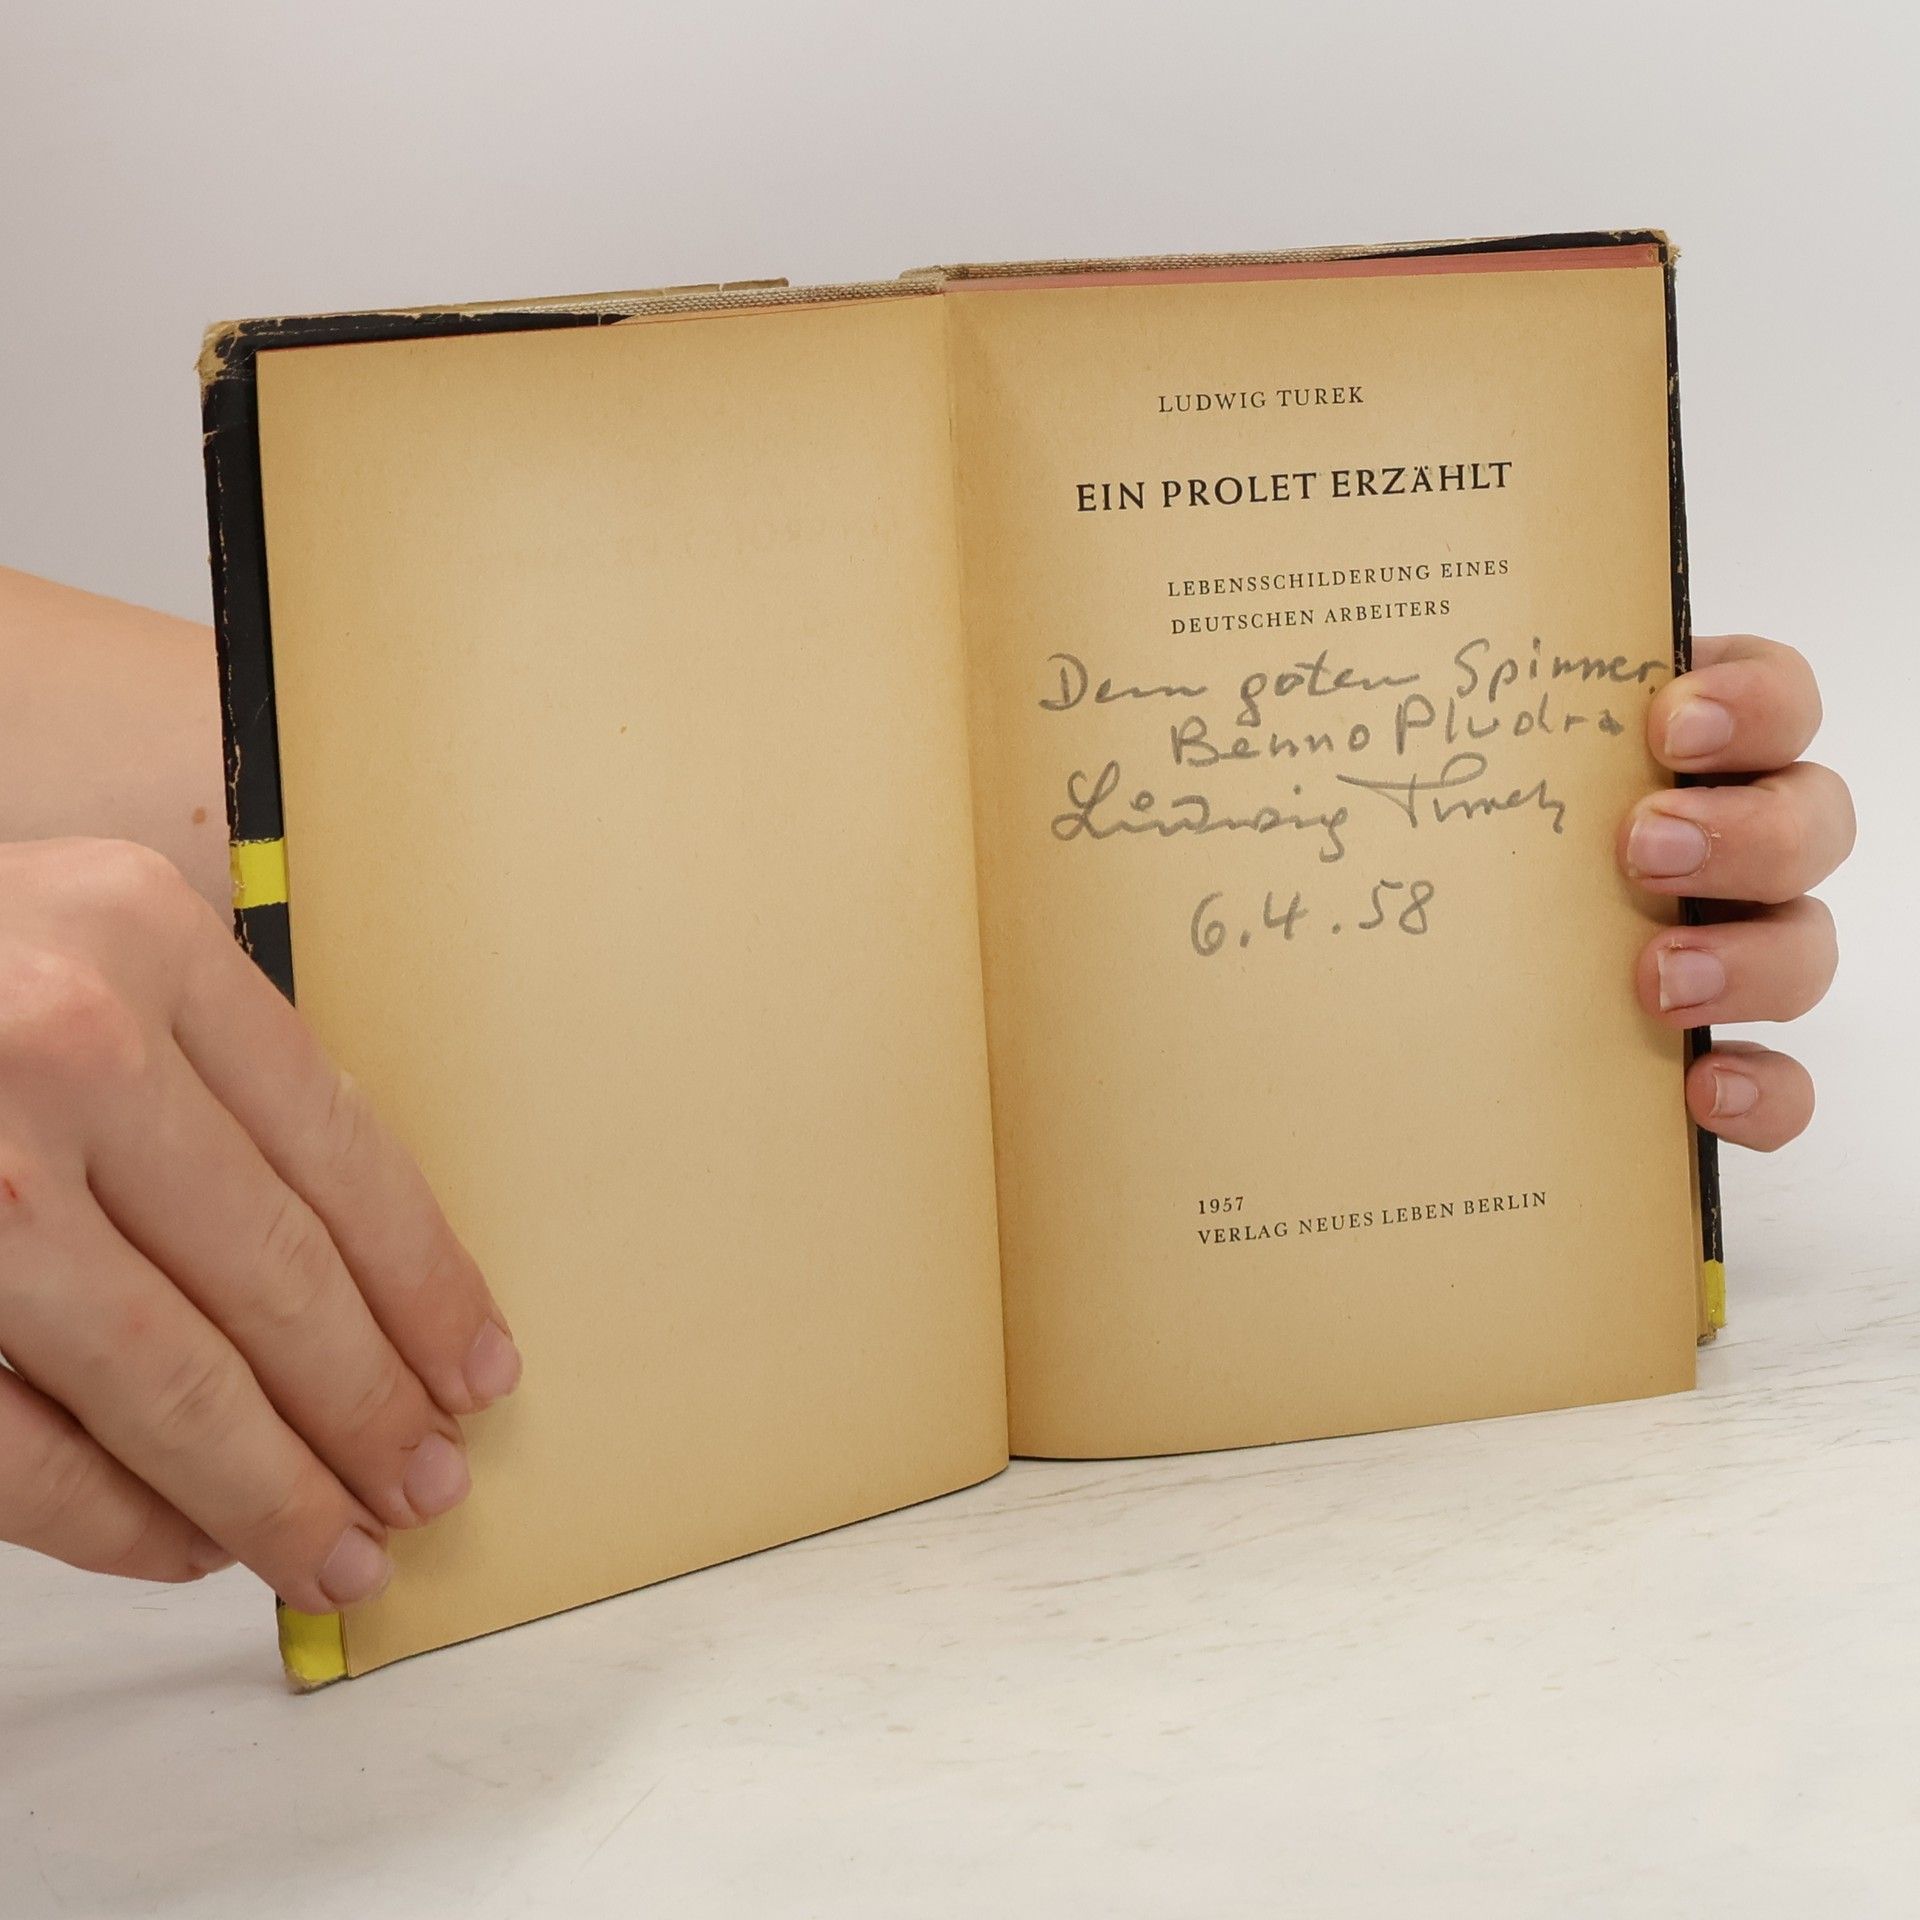 LUDWIG TUREK
EIN PROLET ERZÄHLT
LEBENSSCHILDERUNG EINES
DEUTSCHEN ARBEITERS
Dem guten Spinner
Benno Pludra
Ludwig Turek
6.4.58
1957
VERLAG NEUES LEBEN BERLIN